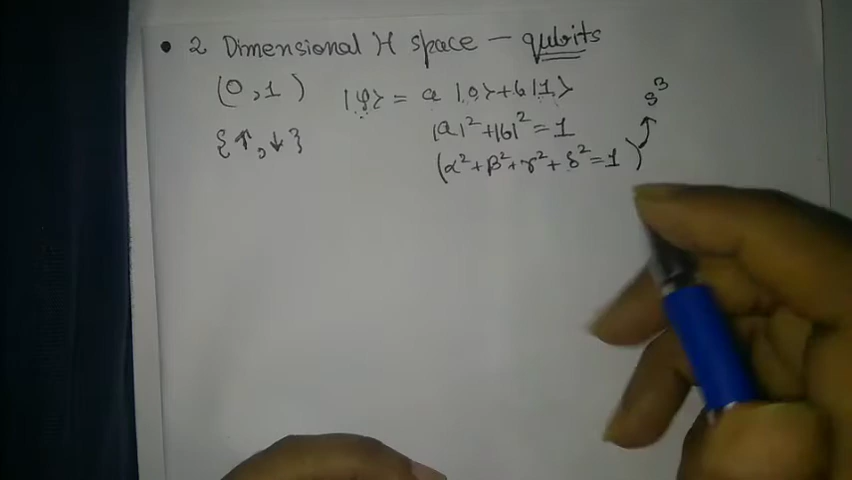 • 2 Dimensional H space – qubits
(0,1) |ψ> = a |0> + b |1>
{↑,↓} |a|² + |b|² = 1
(α² + β² + γ² + δ² = 1) → S³